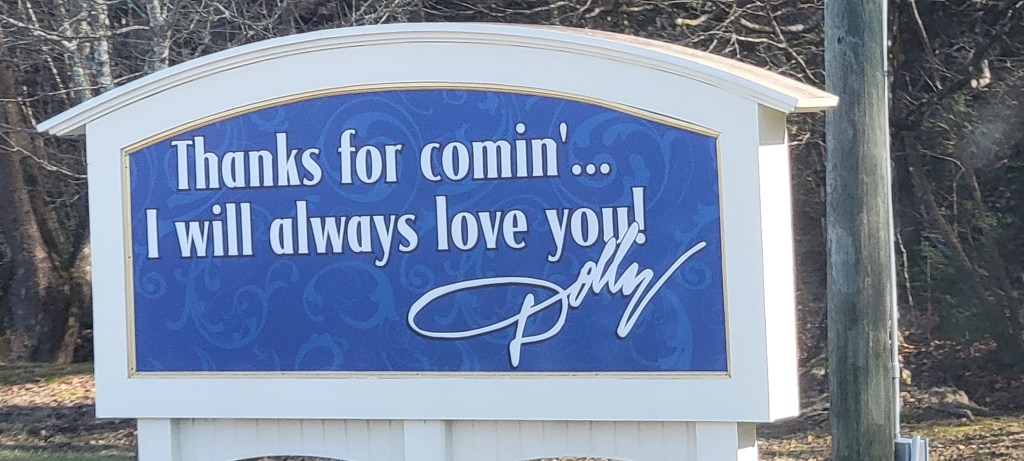 Thanks for comin'...
I will always love you!
Dolly